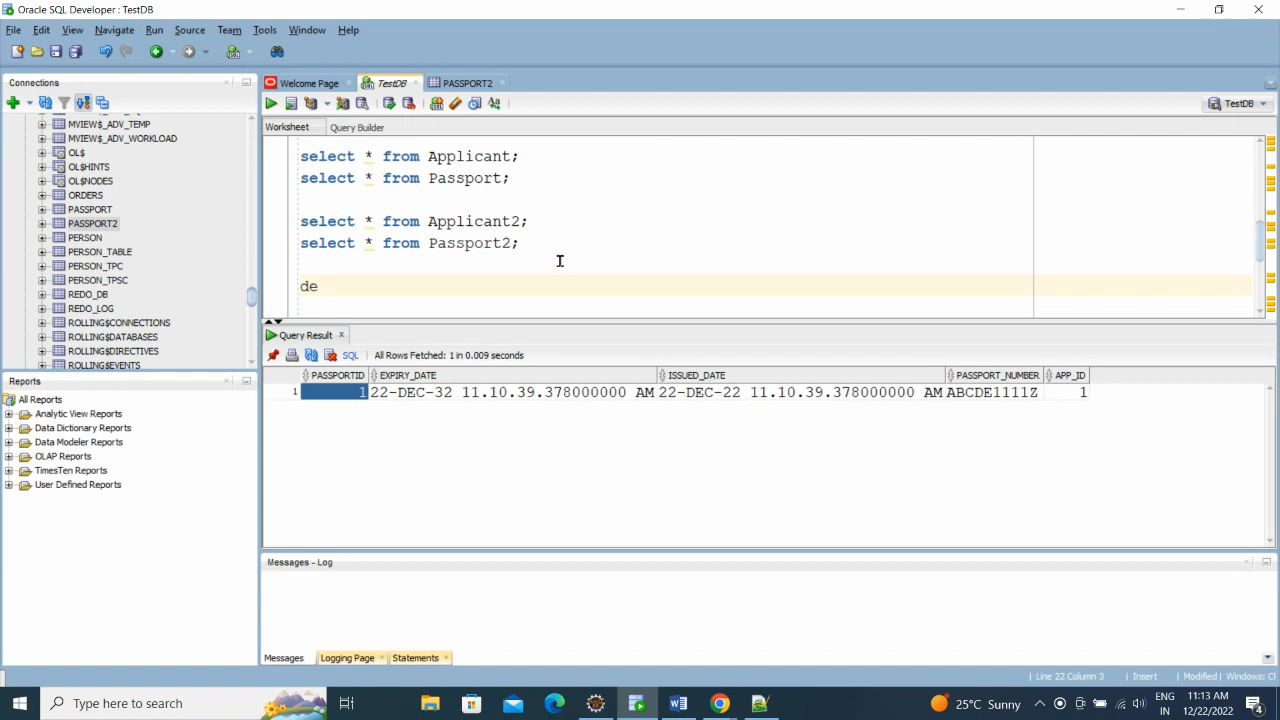 Oracle SQL Developer : TestDB
File Edit View Navigate Run Source Team Tools Window Help
Connections
Welcome Page TestDB PASSPORT2
TestDB
Worksheet Query Builder
MVIEW$_ADV_TEMP
MVIEW$_ADV_WORKLOAD
OL$
OL$HINTS
OL$NODES
ORDERS
PASSPORT
PASSPORT2
PERSON
PERSON_TABLE
PERSON_TPC
PERSON_TPSC
REDO_DB
REDO_LOG
ROLLING$CONNECTIONS
ROLLING$DATABASES
ROLLING$DIRECTIVES
ROLLING$EVENTS
select * from Applicant;
select * from Passport;
select * from Applicant2;
select * from Passport2;
de
Query Result
SQL All Rows Fetched: 1 in 0.009 seconds
PASSPORTID EXPIRY_DATE ISSUED_DATE PASSPORT_NUMBER APP_ID
1 1 22-DEC-32 11.10.39.378000000 AM 22-DEC-22 11.10.39.378000000 AM ABCDE1111Z 1
Reports
All Reports
Analytic View Reports
Data Dictionary Reports
Data Modeler Reports
OLAP Reports
TimesTen Reports
User Defined Reports
Messages - Log
Messages Logging Page Statements
Line 22 Column 3 Insert Modified Windows: Cl
Type here to search
25°C Sunny
ENG
IN
11:13 AM
12/22/2022
4